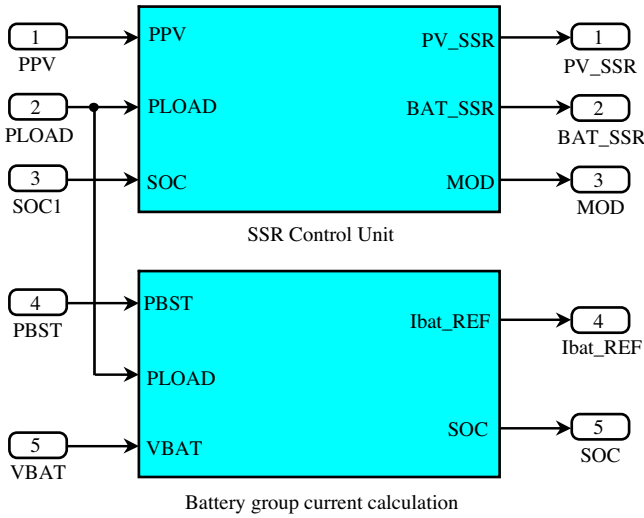 1
PPV
PPV
PV_SSR
1
PV_SSR
2
PLOAD
PLOAD
BAT_SSR
2
BAT_SSR
3
SOC1
SOC
MOD
3
MOD
SSR Control Unit
4
PBST
PBST
Ibat_REF
4
Ibat_REF
PLOAD
5
VBAT
VBAT
SOC
5
SOC
Battery group current calculation